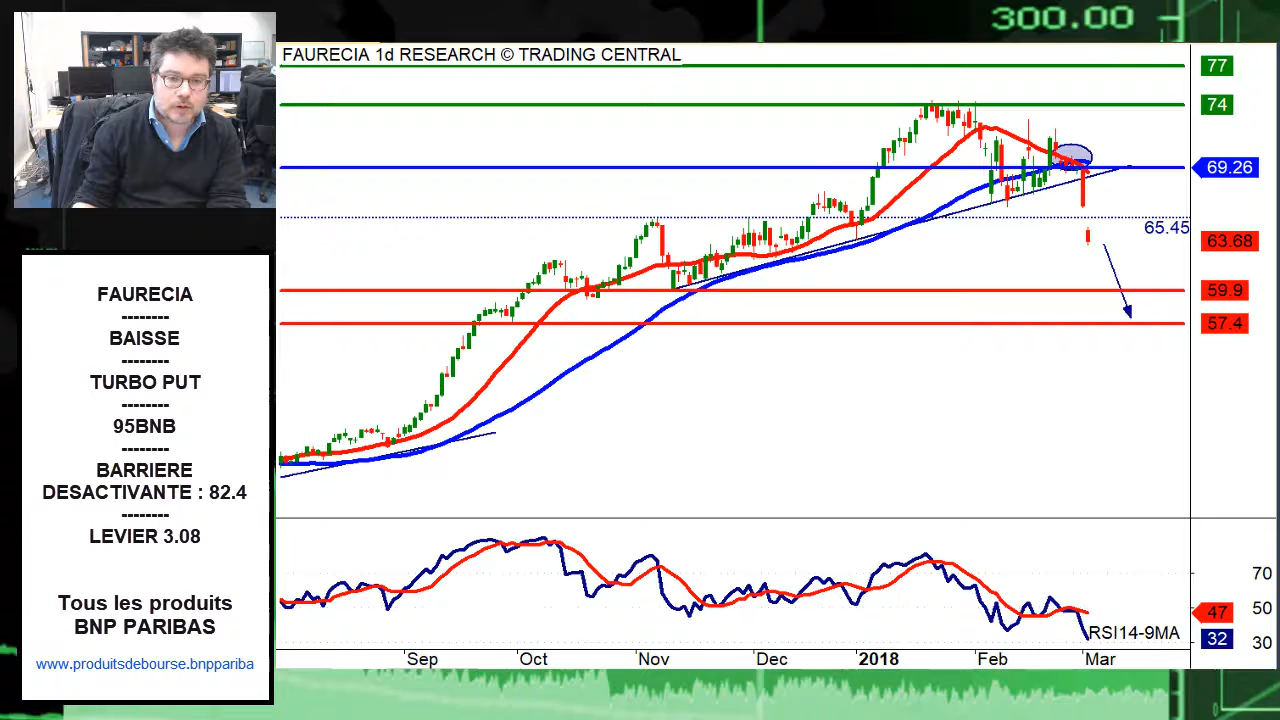 300.00
FAURECIA 1d RESEARCH © TRADING CENTRAL
77
74
69.26
65.45
63.68
59.9
57.4
FAURECIA
--------
BAISSE
--------
TURBO PUT
--------
95BNB
--------
BARRIERE
DESACTIVANTE : 82.4
--------
LEVIER 3.08
Tous les produits
BNP PARIBAS
www.produitsdebourse.bnppariba
70
50
47
RSI14-9MA
32
30
Sep Oct Nov Dec 2018 Feb Mar